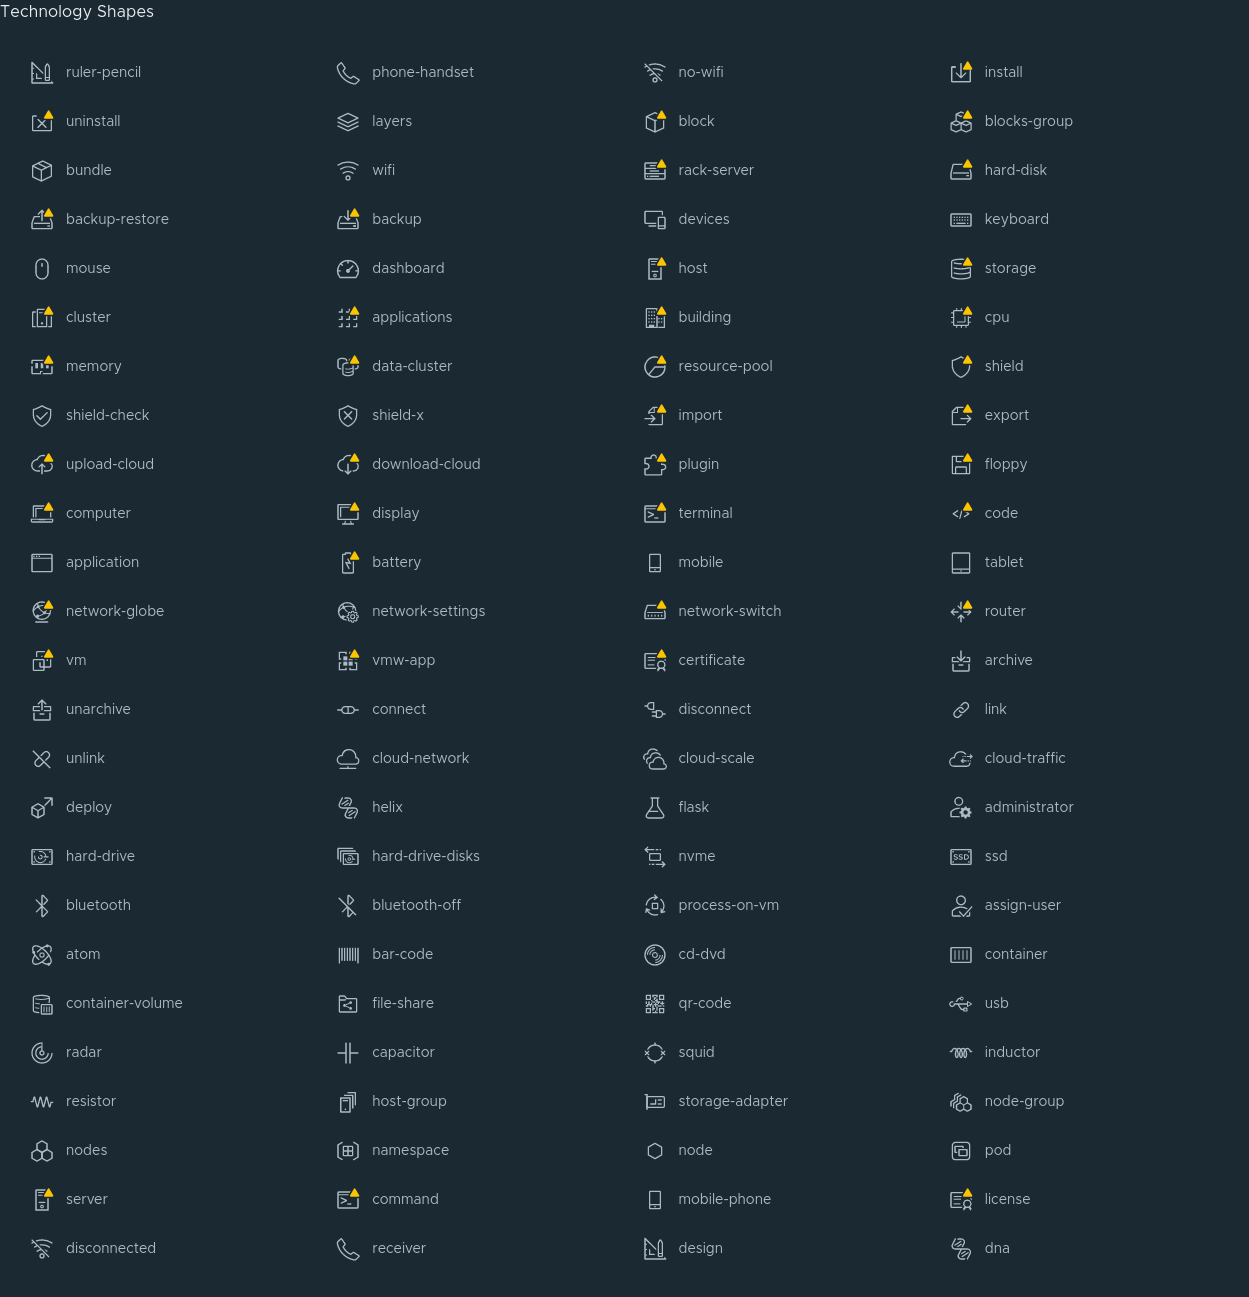 Technology Shapes
ruler-pencil
phone-handset
no-wifi
install
uninstall
layers
block
blocks-group
bundle
wifi
rack-server
hard-disk
backup-restore
backup
devices
keyboard
mouse
dashboard
host
storage
cluster
applications
building
cpu
memory
data-cluster
resource-pool
shield
shield-check
shield-x
import
export
upload-cloud
download-cloud
plugin
floppy
computer
display
terminal
code
application
battery
mobile
tablet
network-globe
network-settings
network-switch
router
vm
vmw-app
certificate
archive
unarchive
connect
disconnect
link
unlink
cloud-network
cloud-scale
cloud-traffic
deploy
helix
flask
administrator
hard-drive
hard-drive-disks
nvme
SSD
ssd
bluetooth
bluetooth-off
process-on-vm
assign-user
atom
bar-code
cd-dvd
container
container-volume
file-share
qr-code
usb
radar
capacitor
squid
inductor
resistor
host-group
storage-adapter
node-group
nodes
namespace
node
pod
server
command
mobile-phone
license
disconnected
receiver
design
dna